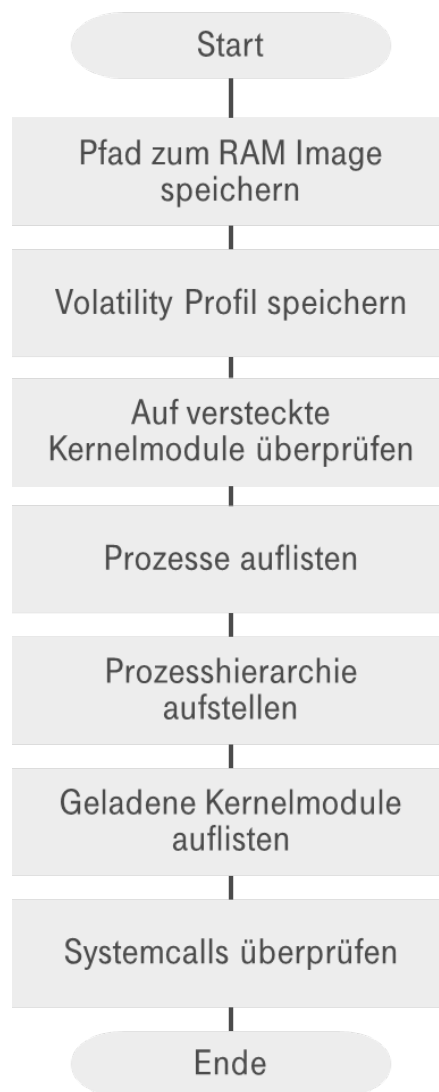 Start
Pfad zum RAM Image
speichern
Volatility Profil speichern
Auf versteckte
Kernelmodule überprüfen
Prozesse auflisten
Prozesshierarchie
aufstellen
Geladene Kernelmodule
auflisten
Systemcalls überprüfen
Ende